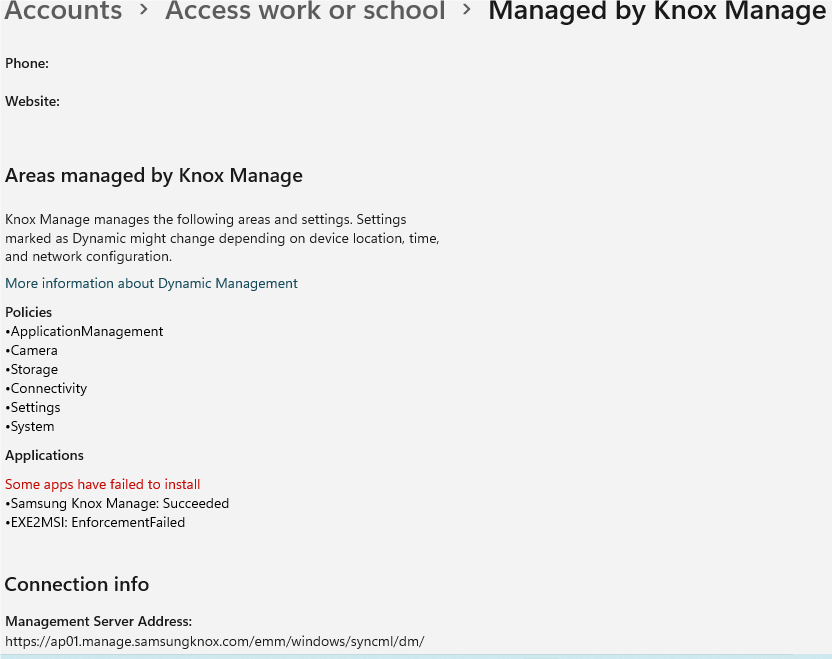 Accounts > Access work or school > Managed by Knox Manage
Phone:
Website:
Areas managed by Knox Manage
Knox Manage manages the following areas and settings. Settings
marked as Dynamic might change depending on device location, time,
and network configuration.
More information about Dynamic Management
Policies
•ApplicationManagement
•Camera
•Storage
•Connectivity
•Settings
•System
Applications
Some apps have failed to install
•Samsung Knox Manage: Succeeded
•EXE2MSI: EnforcementFailed
Connection info
Management Server Address:
https://ap01.manage.samsungknox.com/emm/windows/syncml/dm/